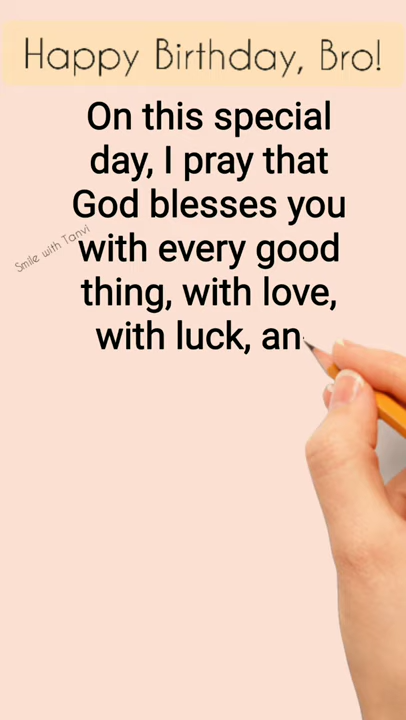 Happy Birthday, Bro!
On this special
day, I pray that
God blesses you
Smile with Tanvi
with every good
thing, with love,
with luck, an